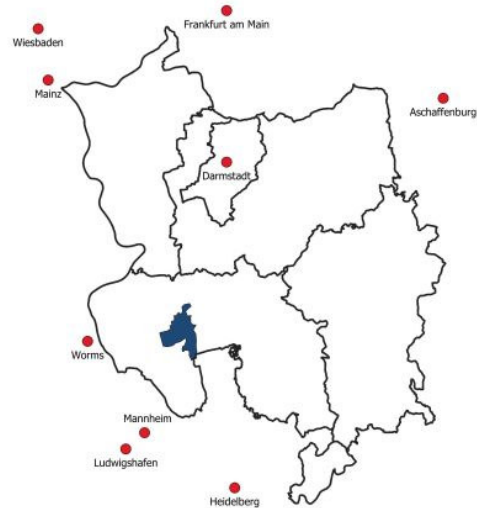 Frankfurt am Main
Wiesbaden
Mainz
Aschaffenburg
Darmstadt
Worms
Mannheim
Ludwigshafen
Heidelberg